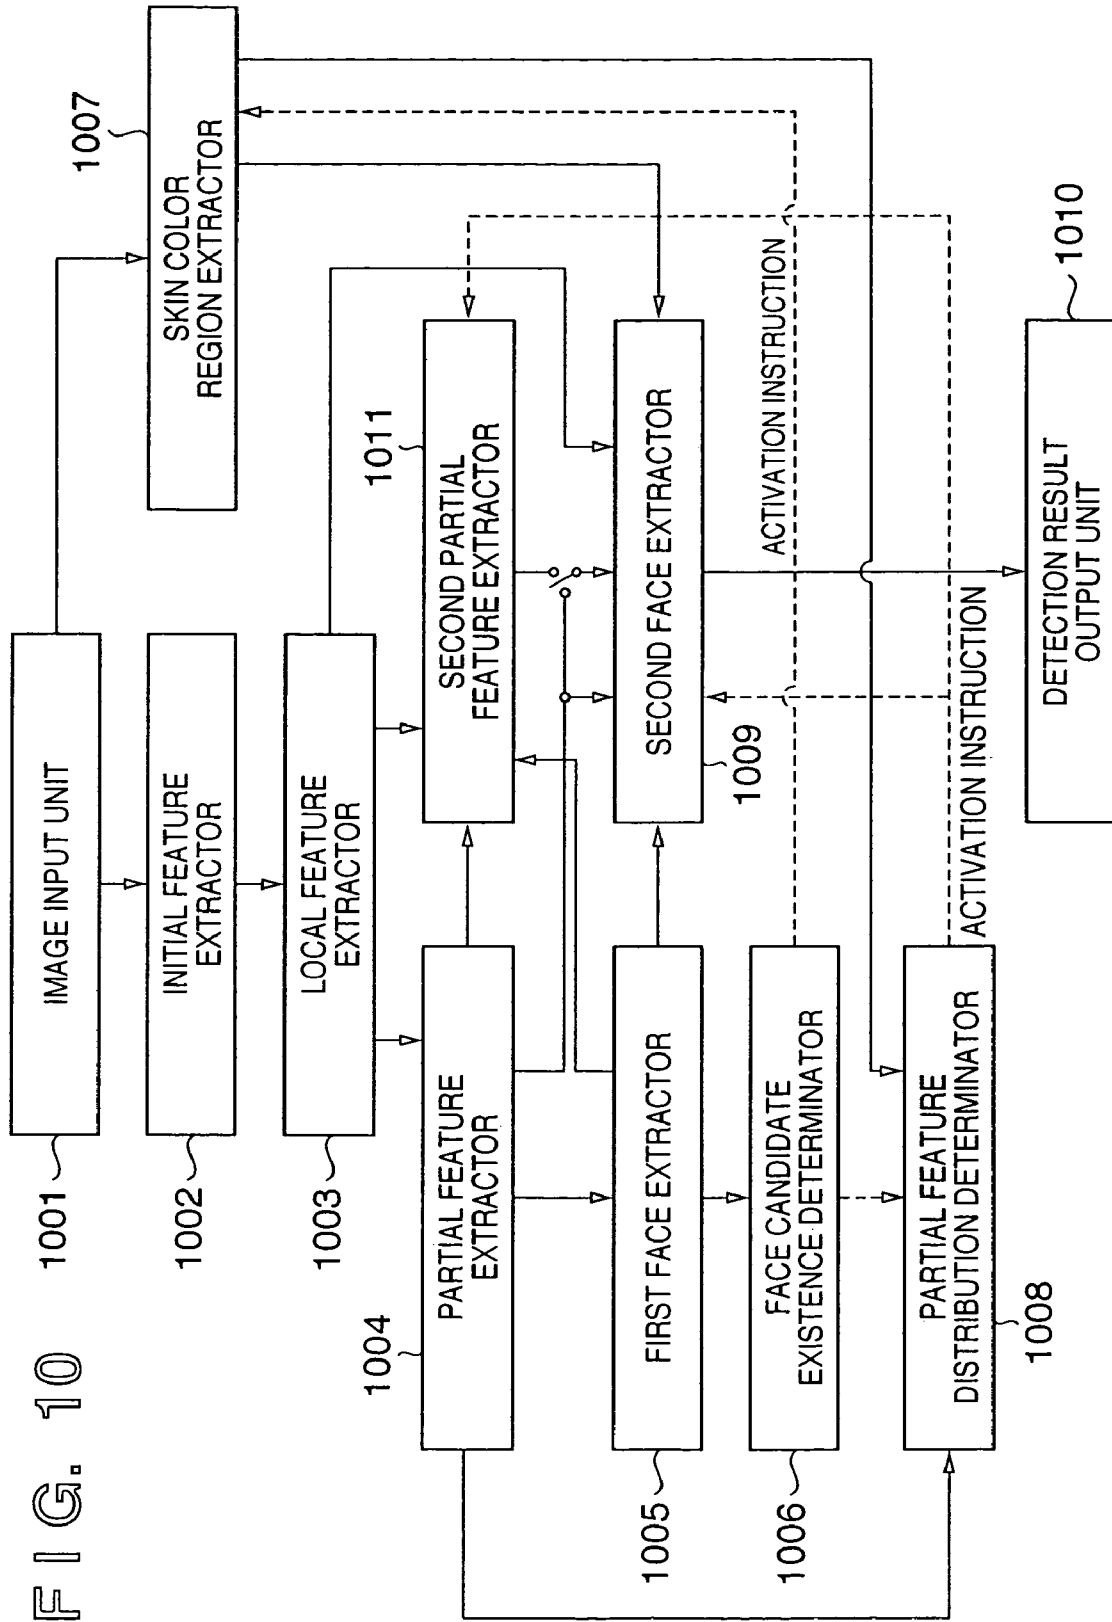 FIG. 10
1001
IMAGE INPUT UNIT
1002
INITIAL FEATURE
EXTRACTOR
1003
LOCAL FEATURE
EXTRACTOR
1007
SKIN COLOR
REGION EXTRACTOR
1004
PARTIAL FEATURE
EXTRACTOR
1011
SECOND PARTIAL
FEATURE EXTRACTOR
1005
FIRST FACE EXTRACTOR
1009
SECOND FACE EXTRACTOR
1006
FACE CANDIDATE
EXISTENCE DETERMINATOR
ACTIVATION INSTRUCTION
1008
PARTIAL FEATURE
DISTRIBUTION DETERMINATOR
ACTIVATION INSTRUCTION
1010
DETECTION RESULT
OUTPUT UNIT